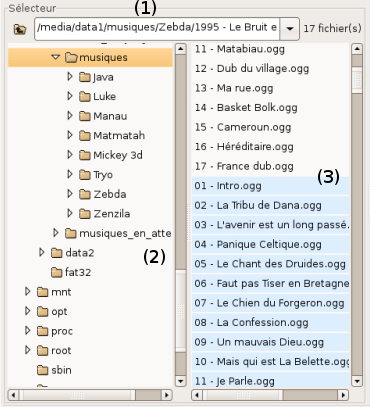 Sélecteur
(1)
/media/data1/musiques/Zebda/1995 - Le Bruit e
17 fichier(s)
musiques
Java
Luke
Manau
Matmatah
Mickey 3d
Tryo
Zebda
Zenzila
musiques_en_atte
data2
fat32
mnt
opt
proc
root
sbin
(2)
11 - Matabiau.ogg
12 - Dub du village.ogg
13 - Ma rue.ogg
14 - Basket Bolk.ogg
15 - Cameroun.ogg
16 - Héréditaire.ogg
17 - France dub.ogg
(3)
01 - Intro.ogg
02 - La Tribu de Dana.ogg
03 - L'avenir est un long passé.
04 - Panique Celtique.ogg
05 - Le Chant des Druides.ogg
06 - Faut pas Tiser en Bretagne
07 - Le Chien du Forgeron.ogg
08 - La Confession.ogg
09 - Un mauvais Dieu.ogg
10 - Mais qui est La Belette.ogg
11 - Je Parle.ogg